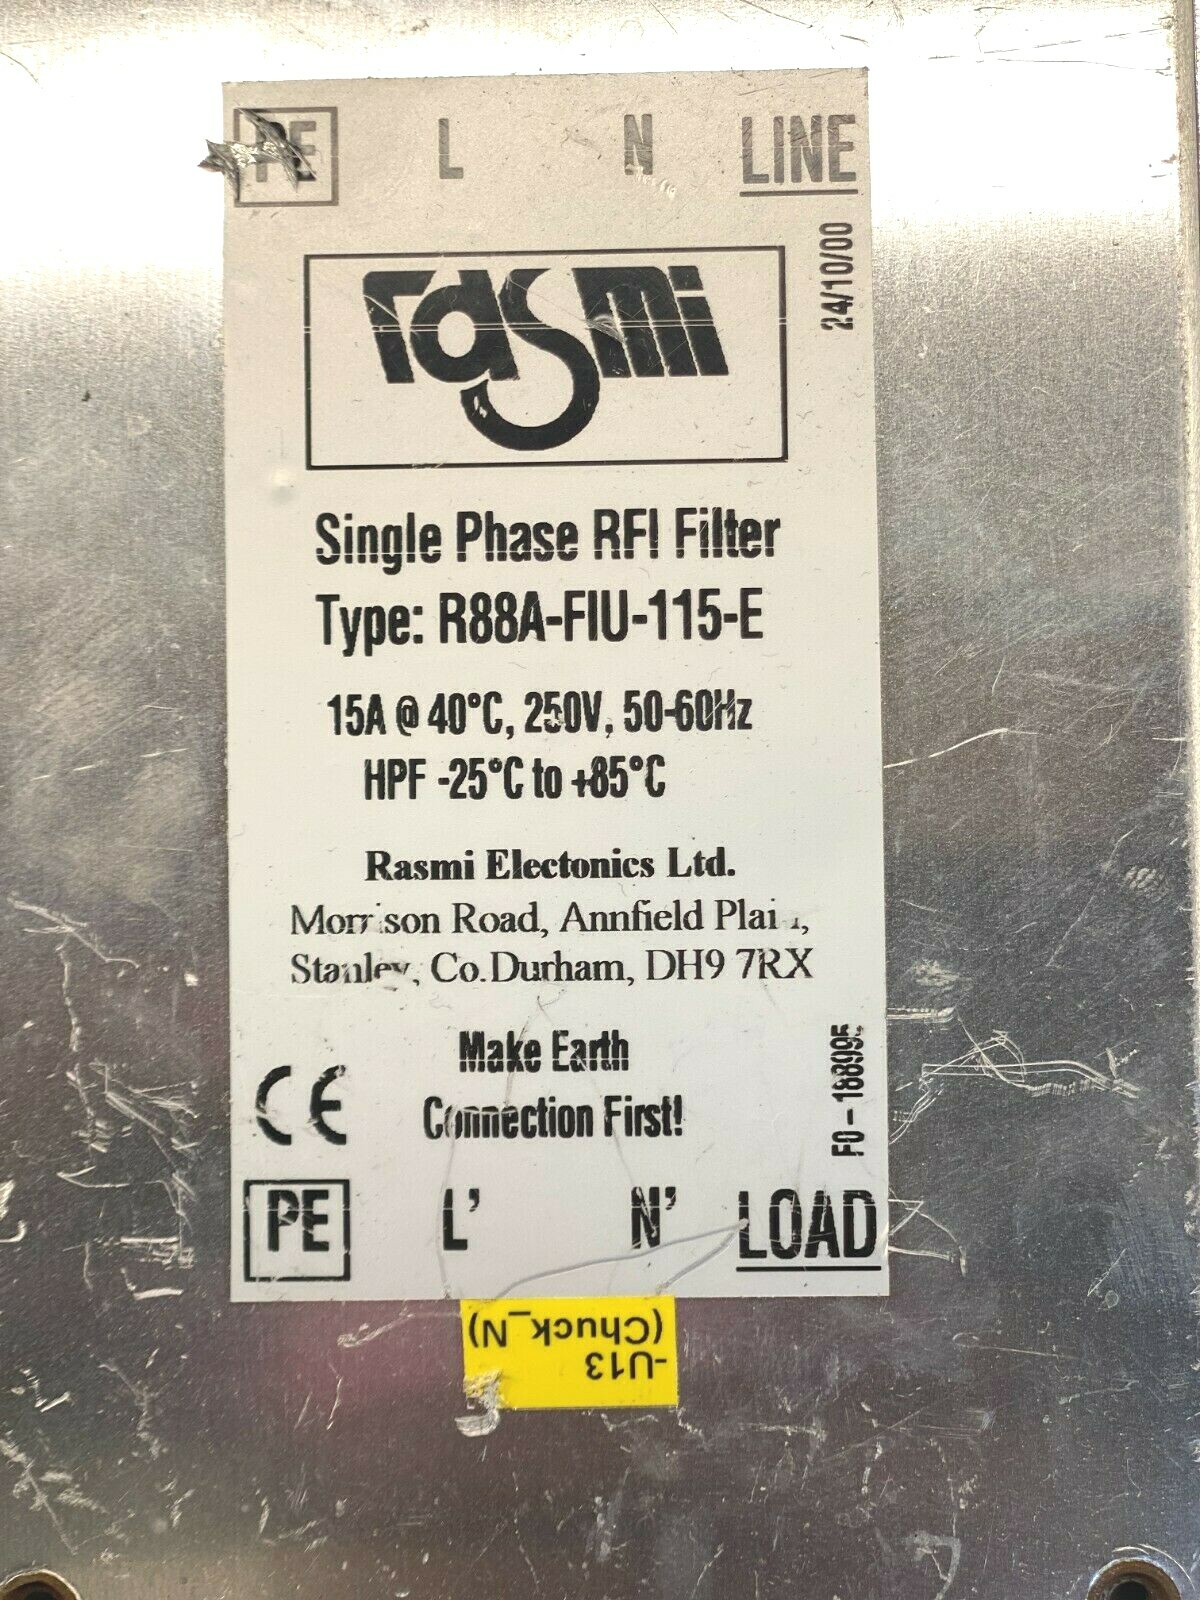 PE L N LINE
24/10/00
rasmi
Single Phase RFI Filter
Type: R88A-FIU-115-E
15A @ 40°C, 250V, 50-60Hz
HPF -25°C to +85°C
Rasmi Electonics Ltd.
Morrison Road, Annfield Plain,
Stanley, Co.Durham, DH9 7RX
Make Earth
Connection First!
CE
F0-188995
PE L' N' LOAD
-U13
(Chuck_N)